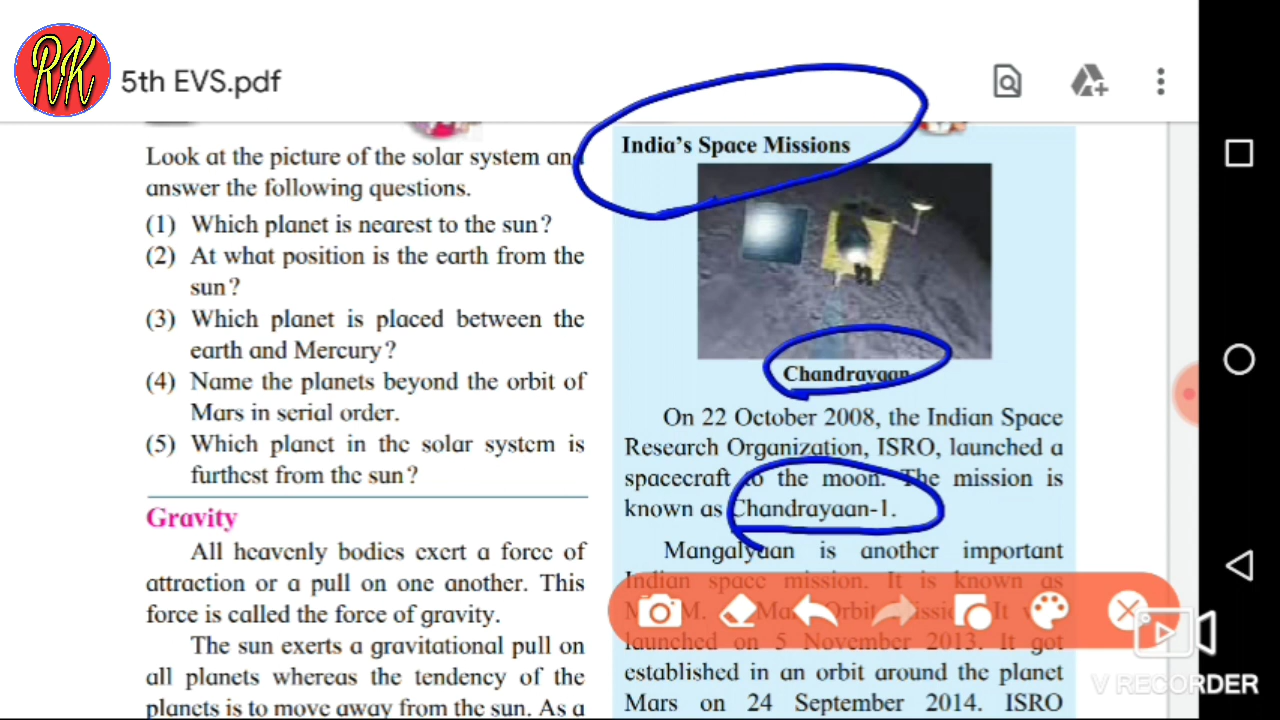 RK
5th EVS.pdf
Look at the picture of the solar system and
answer the following questions.
(1) Which planet is nearest to the sun?
(2) At what position is the earth from the
sun?
(3) Which planet is placed between the
earth and Mercury?
(4) Name the planets beyond the orbit of
Mars in serial order.
(5) Which planet in the solar system is
furthest from the sun?
Gravity
All heavenly bodies exert a force of
attraction or a pull on one another. This
force is called the force of gravity.
The sun exerts a gravitational pull on
all planets whereas the tendency of the
planets is to move away from the sun. As a
India's Space Missions
Chandrayaan
On 22 October 2008, the Indian Space
Research Organization, ISRO, launched a
spacecraft to the moon. The mission is
known as Chandrayaan-1.
Mangalyaan is another important
Indian space mission. It is known as
M. Mars Orbit It
launched on 5 November 2013. It got
established in an orbit around the planet
Mars on 24 September 2014. ISRO
V RECORDER